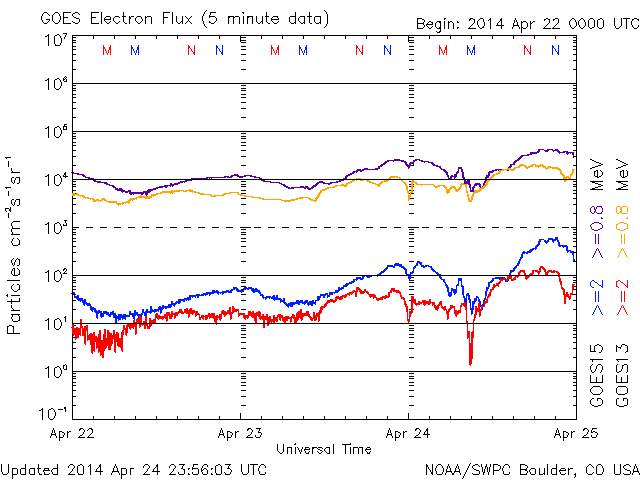 GOES Electron Flux (5 minute data)
Begin: 2014 Apr 22 0000 UTC
M M N N M M N N M M N N
10⁷
10⁶
10⁵
10⁴
10³
10²
10¹
10⁰
10⁻¹
Particles cm⁻²s⁻¹sr⁻¹
Apr 22 Apr 23 Apr 24 Apr 25
Universal Time
GOES15 >=2 >=0.8 MeV
GOES13 >=2 >=0.8 MeV
Updated 2014 Apr 24 23:56:03 UTC
NOAA/SWPC Boulder, CO USA